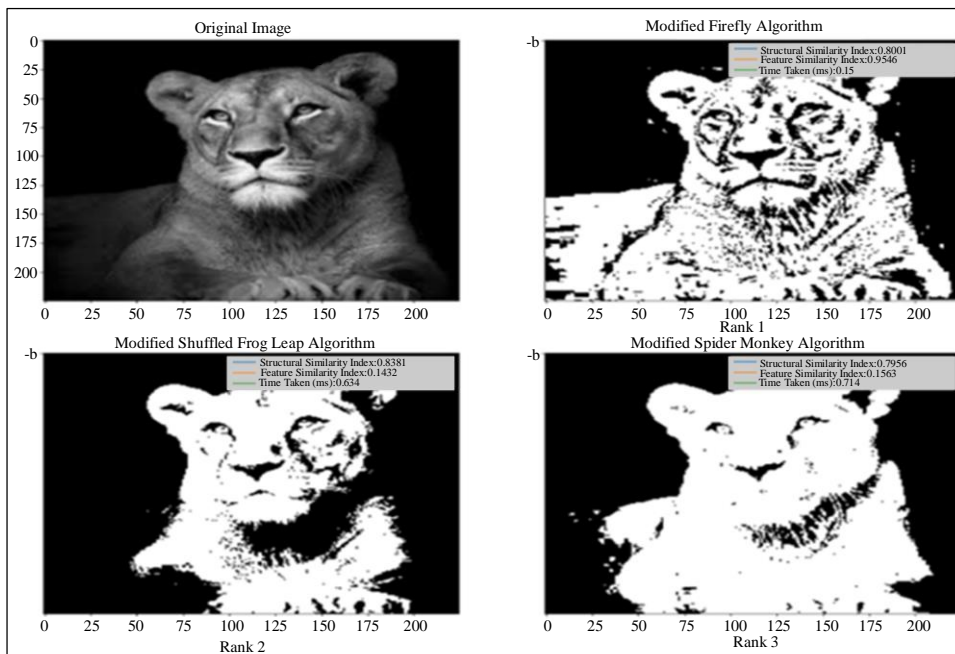 Original Image
0
25
50
75
100
125
150
175
200
0 25 50 75 100 125 150 175 200
Modified Firefly Algorithm
-b
Structural Similarity Index:0.8001
Feature Similarity Index:0.9546
Time Taken (ms):0.15
0 25 50 75 100 125 150 175 200
Rank 1
Modified Shuffled Frog Leap Algorithm
-b
Structural Similarity Index:0.8381
Feature Similarity Index:0.1432
Time Taken (ms):0.634
0 25 50 75 100 125 150 175 200
Rank 2
Modified Spider Monkey Algorithm
-b
Structural Similarity Index:0.7956
Feature Similarity Index:0.1563
Time Taken (ms):0.714
0 25 50 75 100 125 150 175 200
Rank 3